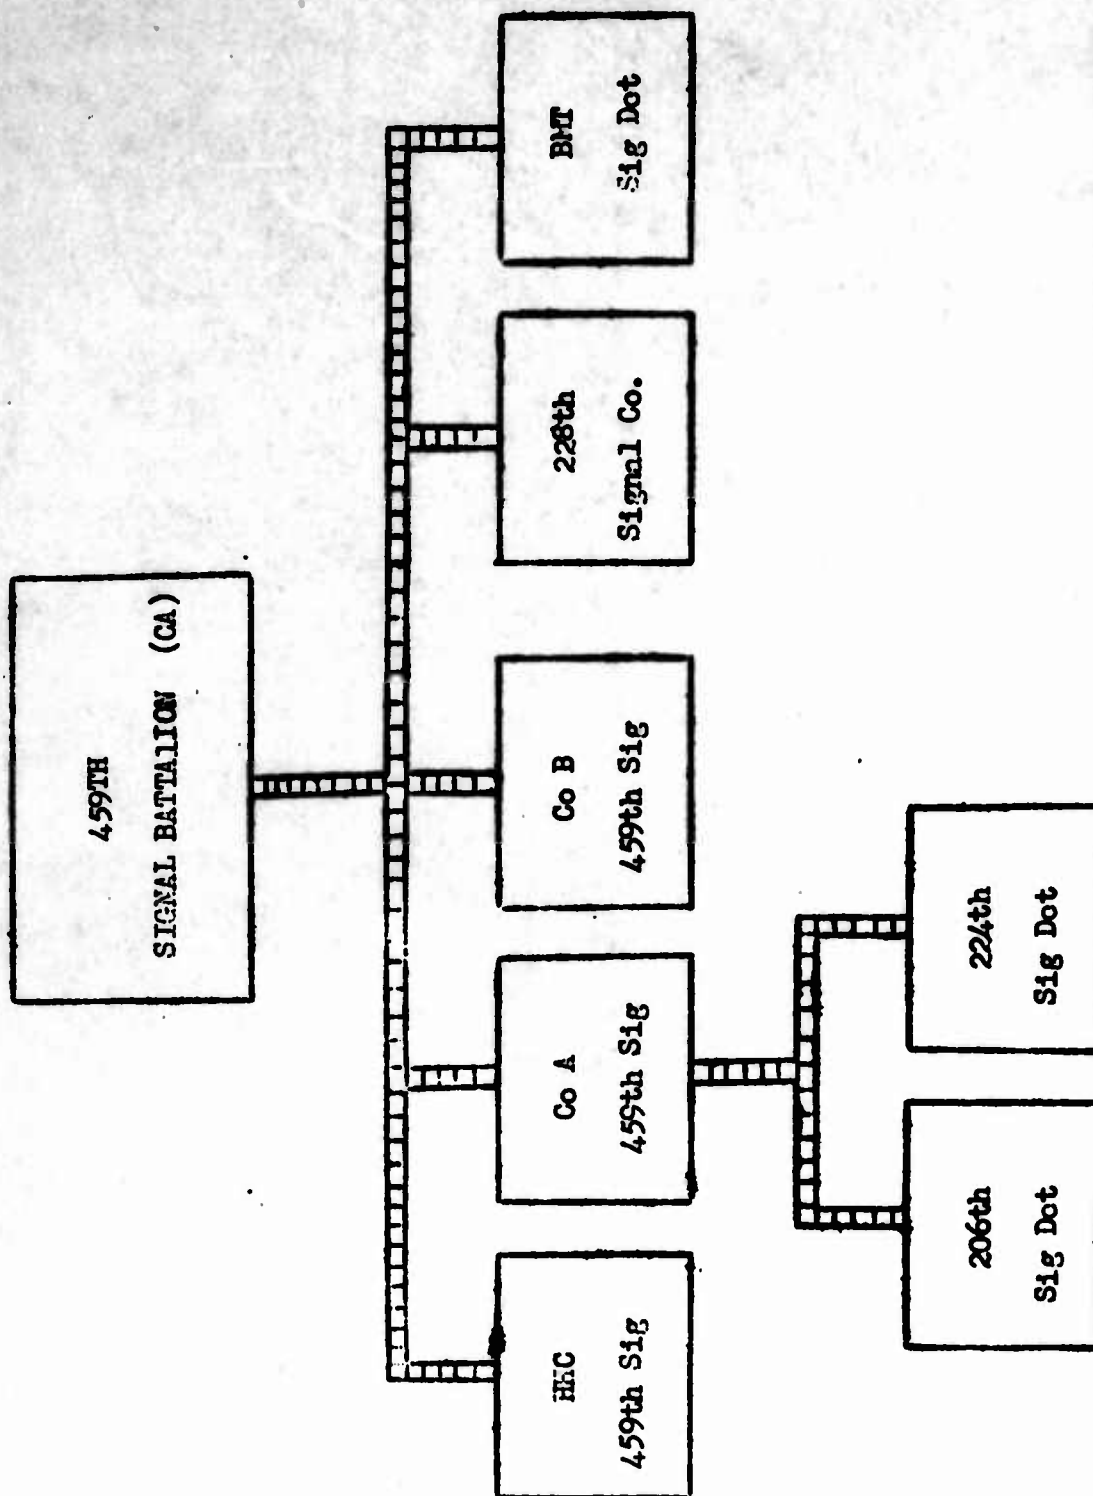 459TH
SIGNAL BATTALION (CA)
HHC
459th Sig
Co A
459th Sig
Co B
459th Sig
228th
Signal Co.
BMT
Sig Det
206th
Sig Det
224th
Sig Det